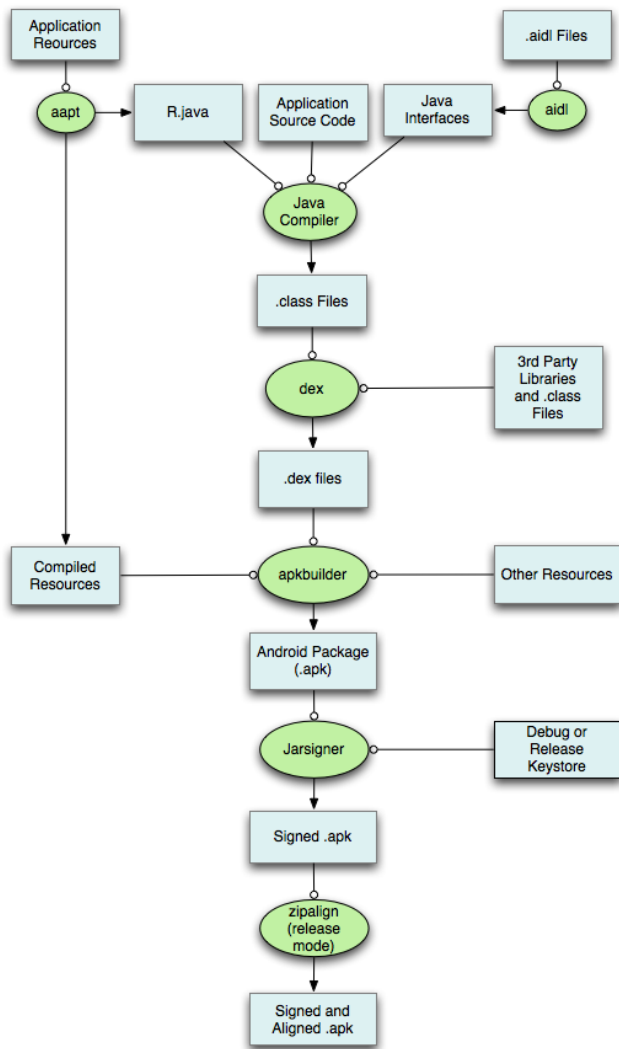 Application
Reources
.aidl Files
aapt
R.java
Application
Source Code
Java
Interfaces
aidl
Java
Compiler
.class Files
dex
3rd Party
Libraries
and .class
Files
.dex files
Compiled
Resources
apkbuilder
Other Resources
Android Package
(.apk)
Jarsigner
Debug or
Release
Keystore
Signed .apk
zipalign
(release
mode)
Signed and
Aligned .apk